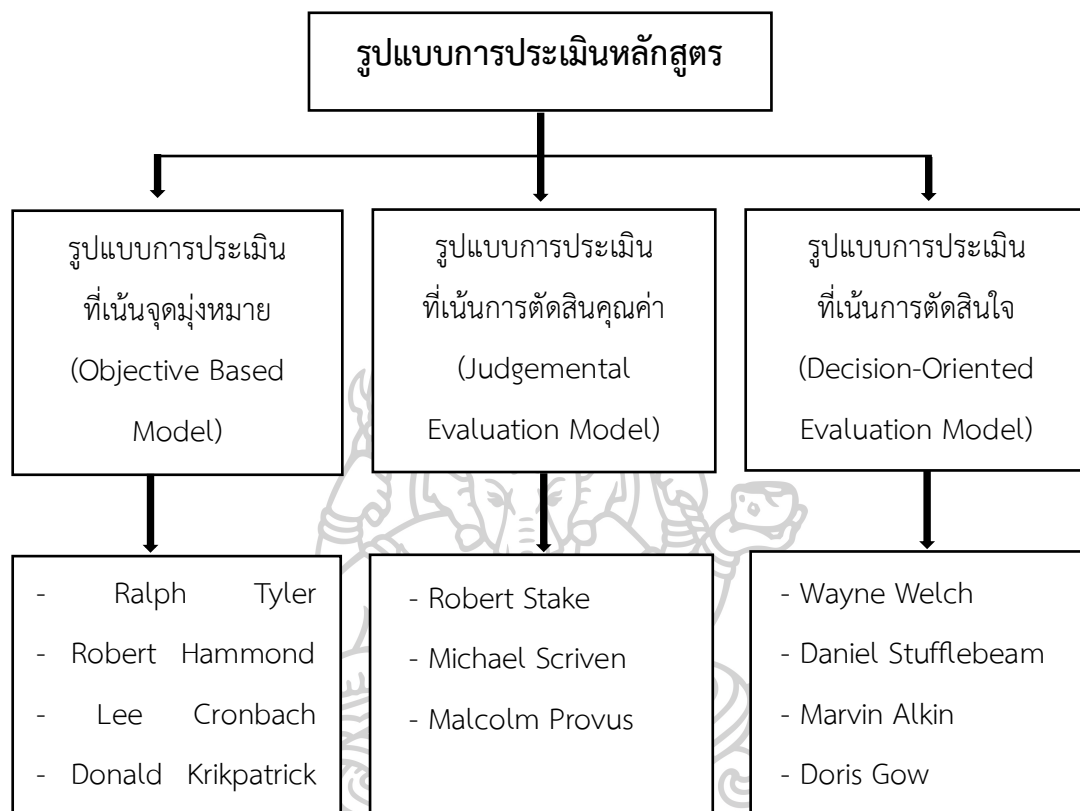 รูปแบบการประเมินหลักสูตร
รูปแบบการประเมิน
ที่เน้นจุดมุ่งหมาย
(Objective Based
Model)
รูปแบบการประเมิน
ที่เน้นการตัดสินคุณค่า
(Judgemental
Evaluation Model)
รูปแบบการประเมิน
ที่เน้นการตัดสินใจ
(Decision-Oriented
Evaluation Model)
- Ralph Tyler
- Robert Hammond
- Lee Cronbach
- Donald Krikpatrick
- Robert Stake
- Michael Scriven
- Malcolm Provus
- Wayne Welch
- Daniel Stufflebeam
- Marvin Alkin
- Doris Gow